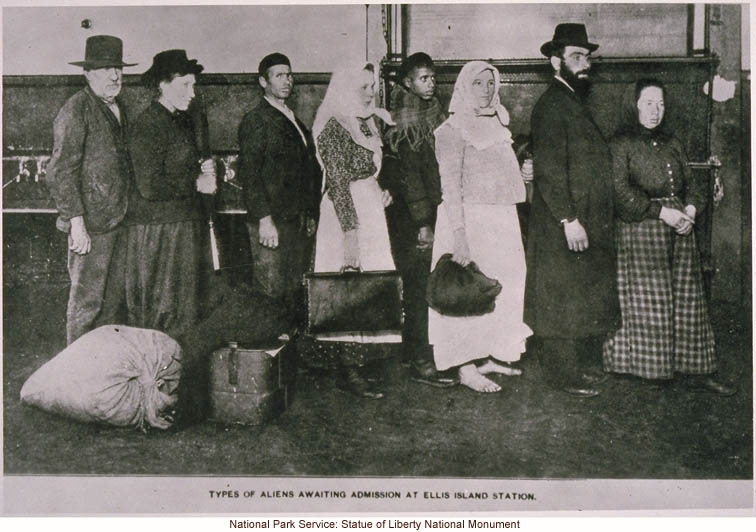 TYPES OF ALIENS AWAITING ADMISSION AT ELLIS ISLAND STATION.
National Park Service: Statue of Liberty National Monument